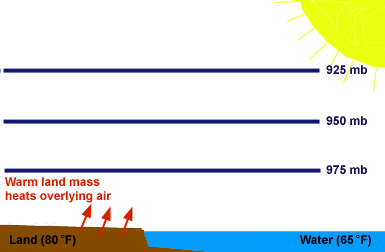 925 mb
950 mb
975 mb
Warm land mass
heats overlying air
Land (80 °F)
Water (65 °F)